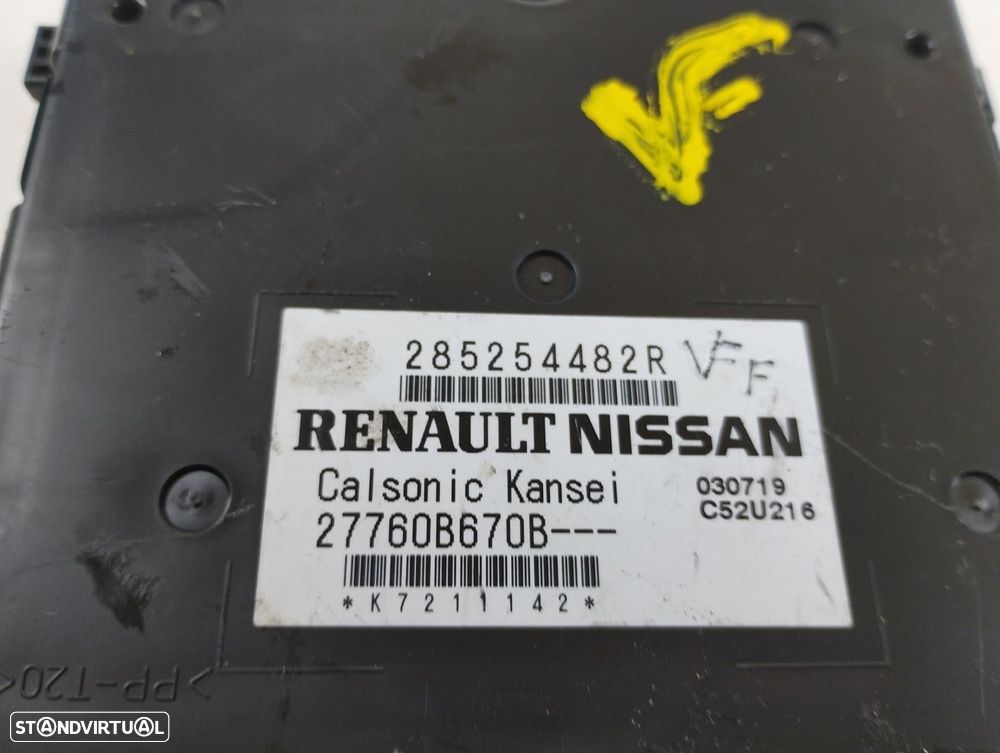 VF
285254482R VF F
RENAULT NISSAN
Calsonic Kansei 030719
C52U216
27760B670B---
*K7211142*
>PP-T20<
STANDVIRTUAL